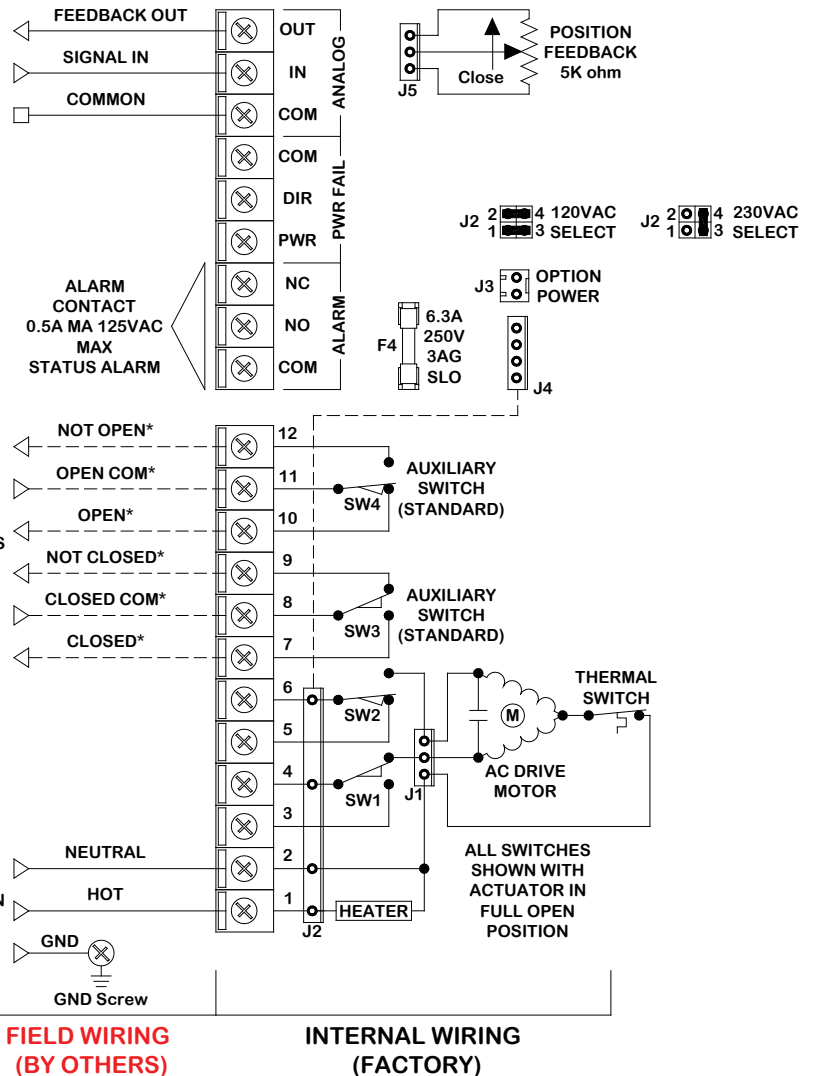 FEEDBACK OUT
SIGNAL IN
COMMON
OUT
IN
COM
ANALOG
COM
DIR
PWR
PWR FAIL
NC
NO
COM
ALARM
ALARM
CONTACT
0.5A MA 125VAC
MAX
STATUS ALARM
J5
Close
POSITION
FEEDBACK
5K ohm
J2 2 4 120VAC
1 3 SELECT
J2 2 4 230VAC
1 3 SELECT
J3
OPTION
POWER
F4
6.3A
250V
3AG
SLO
J4
NOT OPEN*
12
OPEN COM*
11
OPEN*
10
SW4
AUXILIARY
SWITCH
(STANDARD)
S
NOT CLOSED*
9
CLOSED COM*
8
CLOSED*
7
SW3
AUXILIARY
SWITCH
(STANDARD)
6
SW2
5
4
SW1
3
J1
M
AC DRIVE
MOTOR
THERMAL
SWITCH
NEUTRAL
2
N
HOT
1
HEATER
J2
ALL SWITCHES
SHOWN WITH
ACTUATOR IN
FULL OPEN
POSITION
GND
GND Screw
FIELD WIRING
(BY OTHERS)
INTERNAL WIRING
(FACTORY)